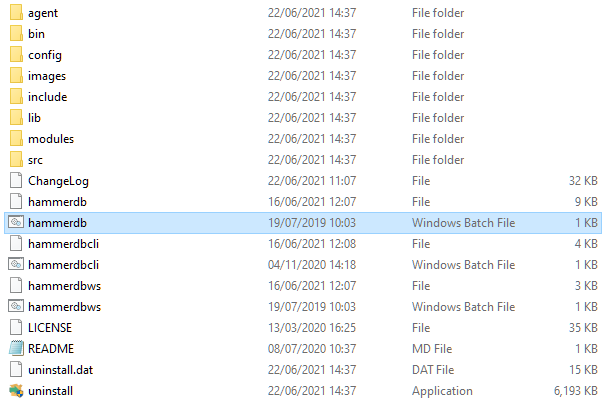 agent 22/06/2021 14:37 File folder
bin 22/06/2021 14:37 File folder
config 22/06/2021 14:37 File folder
images 22/06/2021 14:37 File folder
include 22/06/2021 14:37 File folder
lib 22/06/2021 14:37 File folder
modules 22/06/2021 14:37 File folder
src 22/06/2021 14:37 File folder
ChangeLog 22/06/2021 11:07 File 32 KB
hammerdb 16/06/2021 12:07 File 9 KB
hammerdb 19/07/2019 10:03 Windows Batch File 1 KB
hammerdbcli 16/06/2021 12:08 File 4 KB
hammerdbcli 04/11/2020 14:18 Windows Batch File 1 KB
hammerdbws 16/06/2021 12:07 File 3 KB
hammerdbws 19/07/2019 10:03 Windows Batch File 1 KB
LICENSE 13/03/2020 16:25 File 35 KB
README 08/07/2020 10:37 MD File 1 KB
uninstall.dat 22/06/2021 14:37 DAT File 15 KB
uninstall 22/06/2021 14:37 Application 6,193 KB